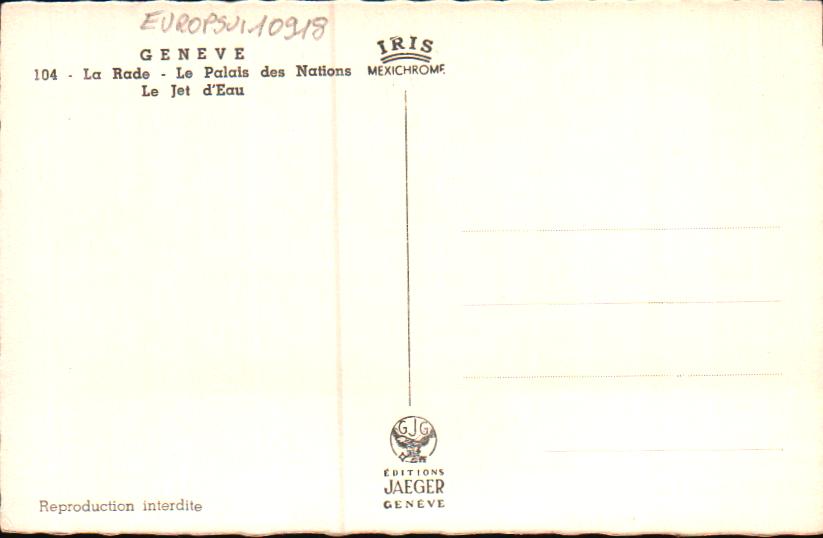 EUROPSUI10918
GENEVE
104 - La Rade - Le Palais des Nations
Le Jet d'Eau
IRIS
MEXICHROME
GJG
ÉDITIONS
JAEGER
GENÈVE
Reproduction interdite